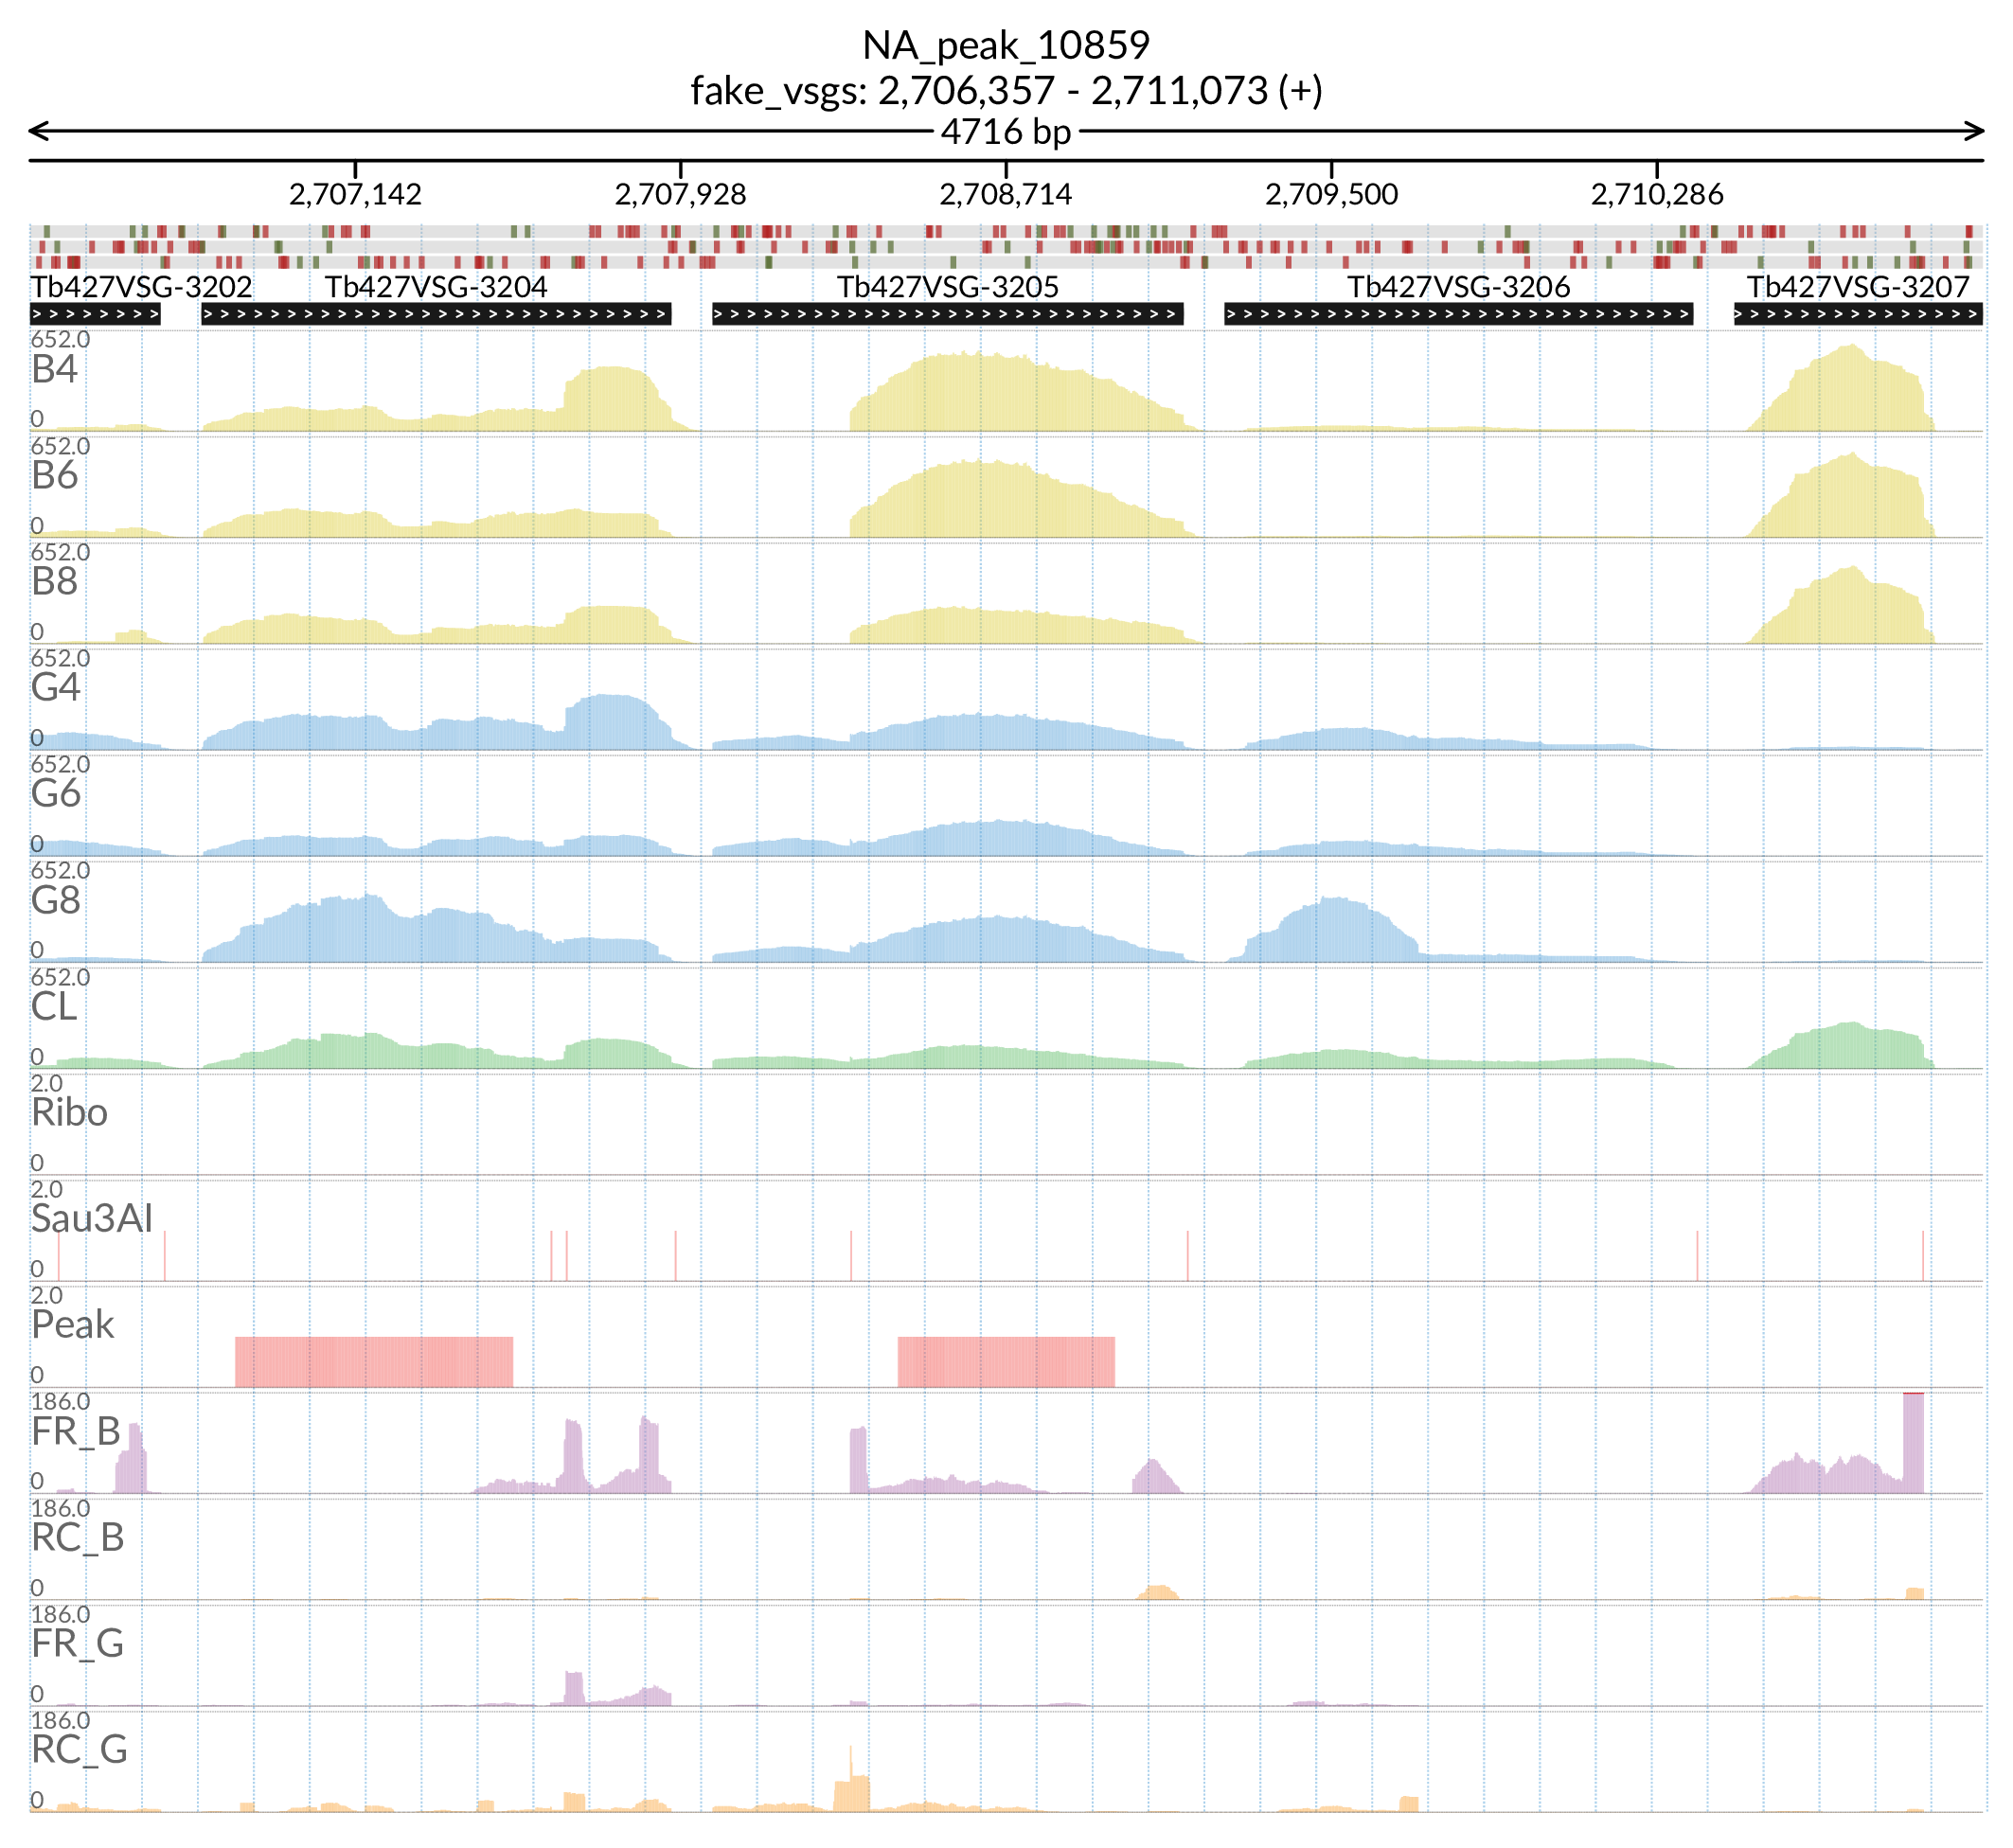 NA_peak_10859
fake_vsgs: 2,706,357 - 2,711,073 (+)
4716 bp
2,707,142 2,707,928 2,708,714 2,709,500 2,710,286
Tb427VSG-3202 Tb427VSG-3204 Tb427VSG-3205 Tb427VSG-3206 Tb427VSG-3207
652.0
B4
0
652.0
B6
0
652.0
B8
0
652.0
G4
0
652.0
G6
0
652.0
G8
0
652.0
CL
0
2.0
Ribo
0
2.0
Sau3AI
0
2.0
Peak
0
186.0
FR_B
0
186.0
RC_B
0
186.0
FR_G
0
186.0
RC_G
0